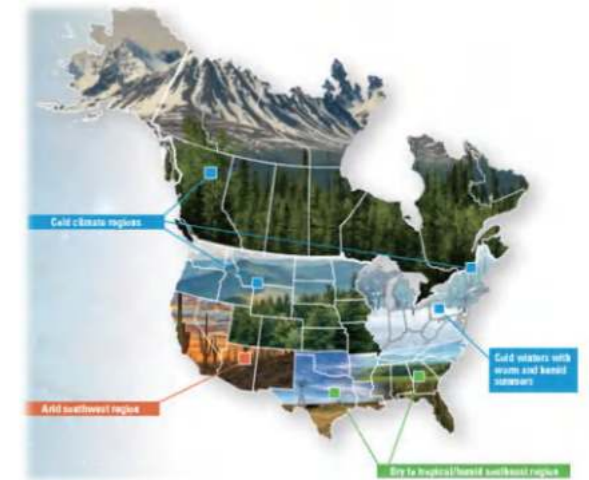 Cold climate regions
Cold winters with
warm and humid
summers
Arid southwest region
Dry to tropical/humid southeast region